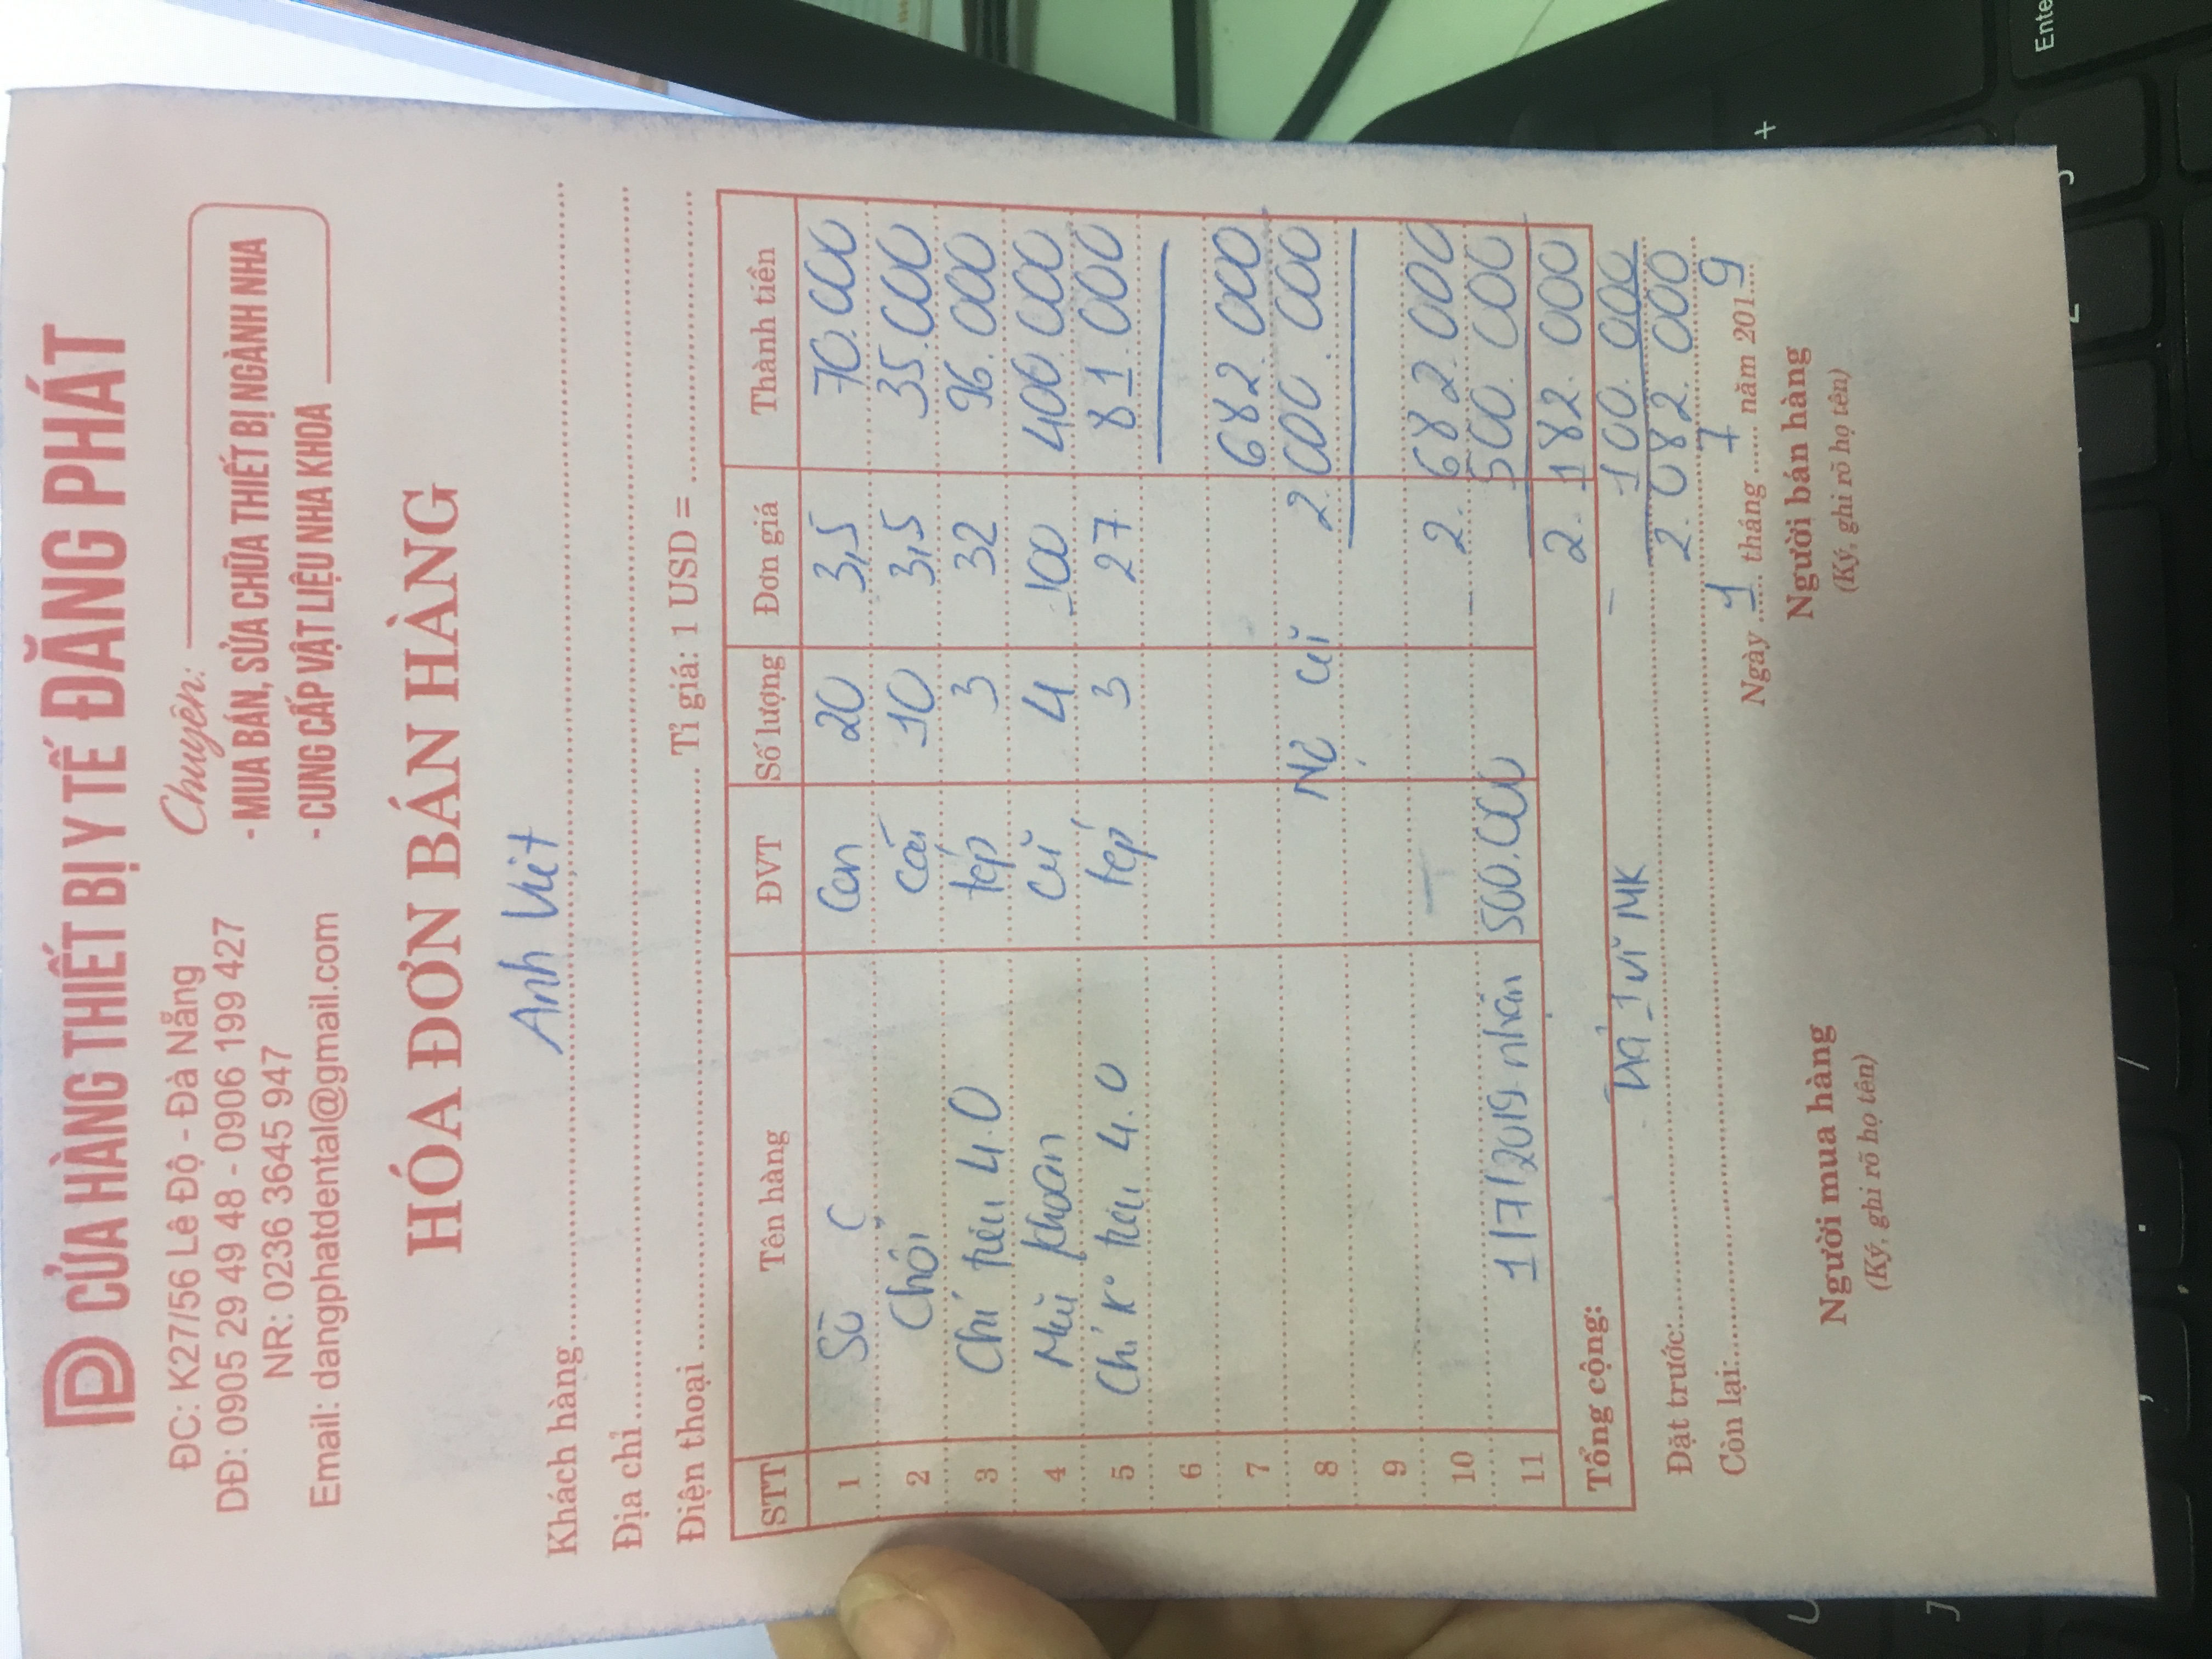 CỬA HÀNG THIẾT BỊ Y TẾ ĐĂNG PHÁT
ĐC: K27/56 Lê Độ - Đà Nẵng
DĐ: 0905 29 49 48 - 0906 199 427
NR: 0236 3645 947
Email: dangphatdental@gmail.com
Chuyên:
- MUA BÁN, SỬA CHỮA THIẾT BỊ NGÀNH NHA
- CUNG CẤP VẬT LIỆU NHA KHOA
HÓA ĐƠN BÁN HÀNG
Khách hàng Anh Việt
Địa chỉ
Điện thoại Tỉ giá: 1 USD =
STT Tên hàng ĐVT Số lượng Đơn giá Thành tiền
1 Con 20 3,5 70.000
2 Chổi cái 10 3,5 35.000
3 Chỉ tiêu 4.0 tép 3 32 96.000
4 Mũi khoan 4 100 400.000
5 Chỉ Ko tiêu 4.0 tép 3 27 81.000
6
7 682.000
8 Nợ cũ 2.000.000
9
10 2.682.000
11 1/7/2019 nhận 500.000 - 500.000
Tổng cộng: 2.182.000
Trả 1 vỉ MK - 100.000
Đặt trước: 2.082.000
Còn lại:
Ngày 1 tháng 7 năm 2019
Người mua hàng
(Ký, ghi rõ họ tên)
Người bán hàng
(Ký, ghi rõ họ tên)
Enter